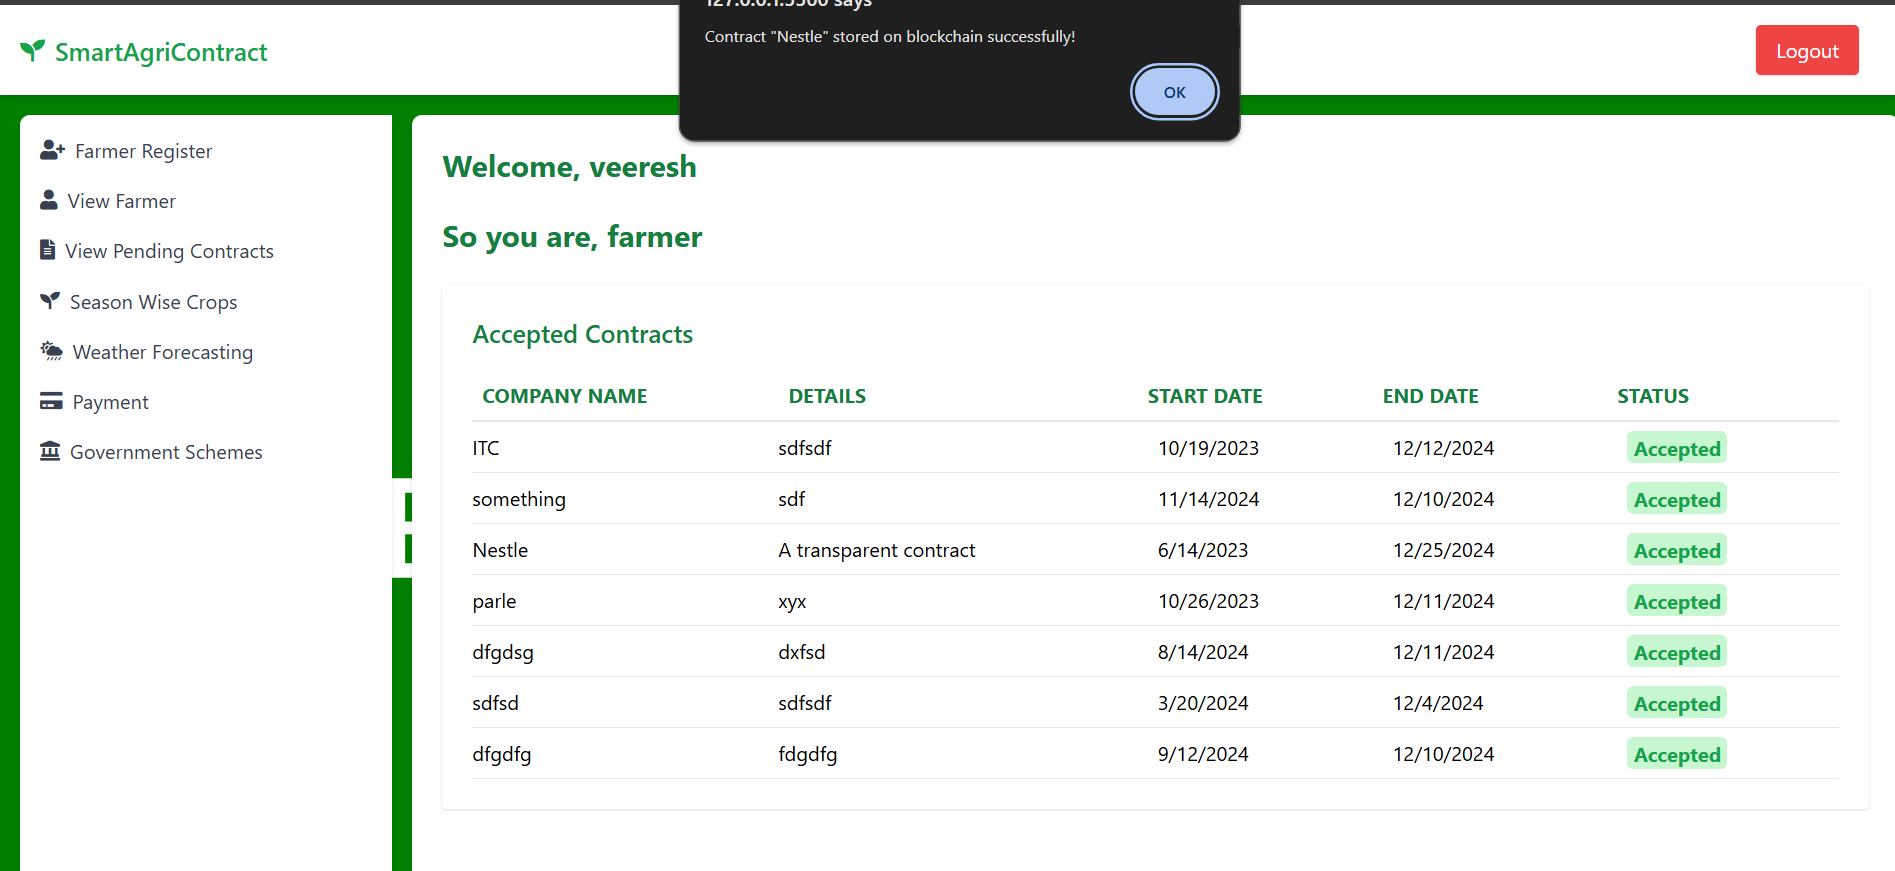 127.0.0.1:5500 says
Contract "Nestle" stored on blockchain successfully!
OK
SmartAgriContract
Logout
Farmer Register
View Farmer
View Pending Contracts
Season Wise Crops
Weather Forecasting
Payment
Government Schemes
Welcome, veeresh
So you are, farmer
Accepted Contracts
COMPANY NAME DETAILS START DATE END DATE STATUS
ITC sdfsdf 10/19/2023 12/12/2024 Accepted
something sdf 11/14/2024 12/10/2024 Accepted
Nestle A transparent contract 6/14/2023 12/25/2024 Accepted
parle xyx 10/26/2023 12/11/2024 Accepted
dfgdsg dxfsd 8/14/2024 12/11/2024 Accepted
sdfsd sdfsdf 3/20/2024 12/4/2024 Accepted
dfgdfg fdgdfg 9/12/2024 12/10/2024 Accepted